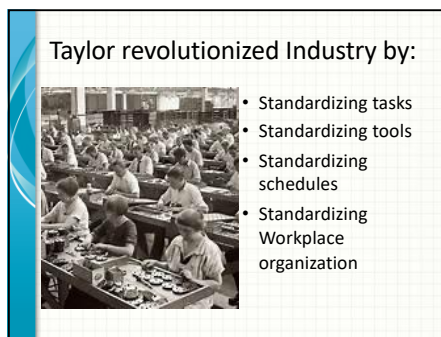 Taylor revolutionized Industry by:
• Standardizing tasks
• Standardizing tools
• Standardizing
schedules
• Standardizing
Workplace
organization